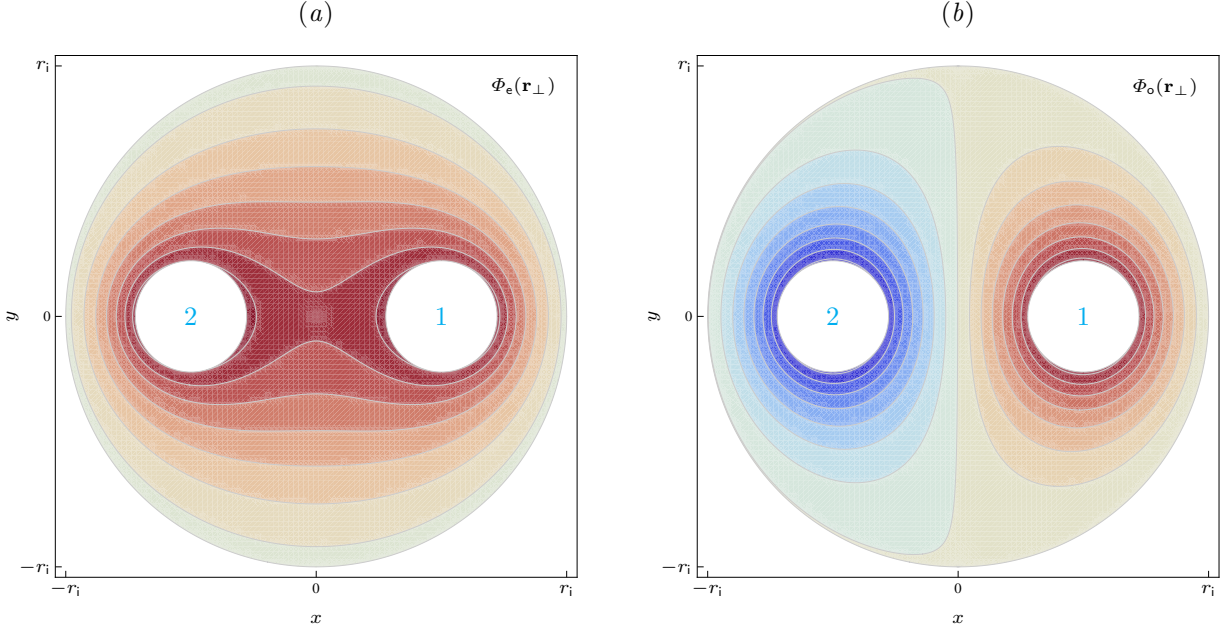 (a)
r_i
Φ_e(r_⊥)
y
0
2
1
−r_i
−r_i
0
r_i
x
(b)
r_i
Φ_o(r_⊥)
y
0
2
1
−r_i
−r_i
0
r_i
x